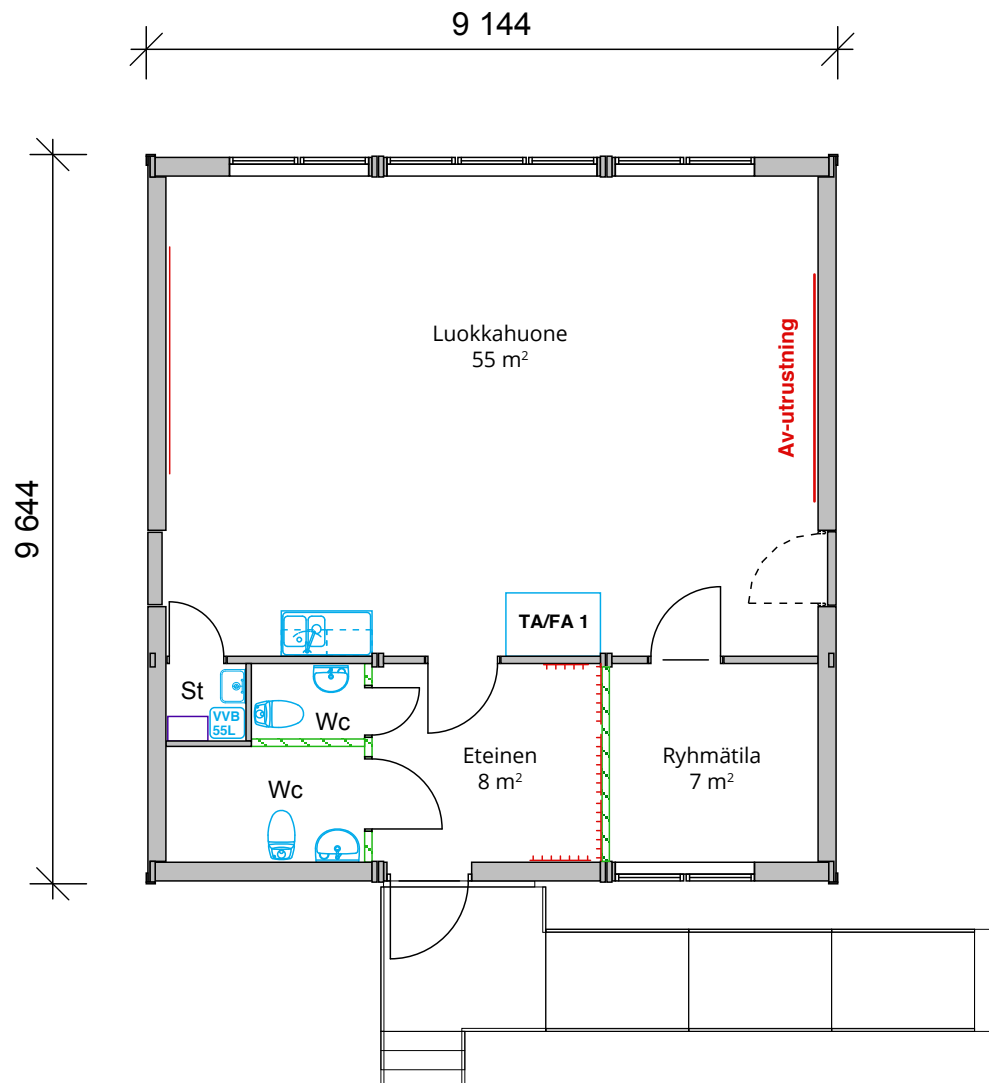 9 144
9 644
Luokkahuone
55 m²
Av-utrustning
TA/FA 1
St
VVB
55L
Wc
Wc
Eteinen
8 m²
Ryhmätila
7 m²